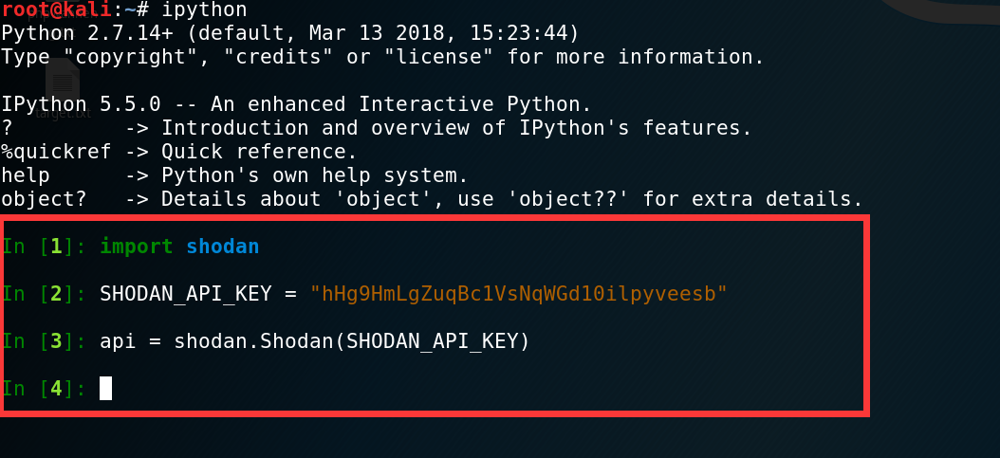 root@kali:~# ipython
Python 2.7.14+ (default, Mar 13 2018, 15:23:44)
Type "copyright", "credits" or "license" for more information.
IPython 5.5.0 -- An enhanced Interactive Python.
?         -> Introduction and overview of IPython's features.
%quickref -> Quick reference.
help      -> Python's own help system.
object?   -> Details about 'object', use 'object??' for extra details.
In [1]: import shodan
In [2]: SHODAN_API_KEY = "hHg9HmLgZuqBc1VsNqWGd10ilpyveesb"
In [3]: api = shodan.Shodan(SHODAN_API_KEY)
In [4]:
target.txt